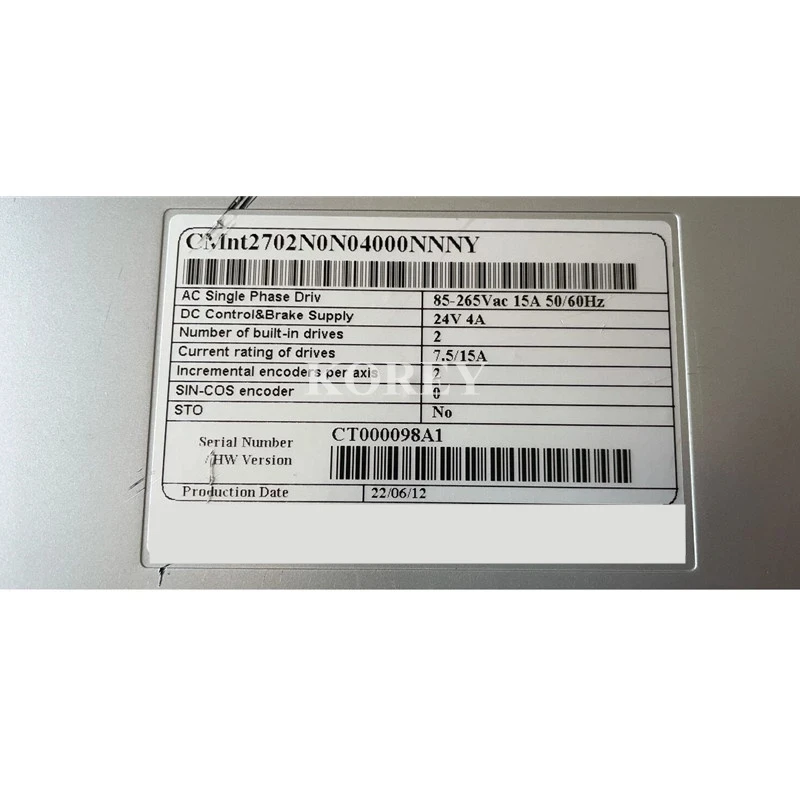 CMnt2702N0N04000NNNY
AC Single Phase Driv 85-265Vac 15A 50/60Hz
DC Control&Brake Supply 24V 4A
Number of built-in drives 2
Current rating of drives 7.5/15A
Incremental encoders per axis 2
KOREY
SIN-COS encoder 0
STO No
Serial Number CT000098A1
HW Version
Production Date 22/06/12